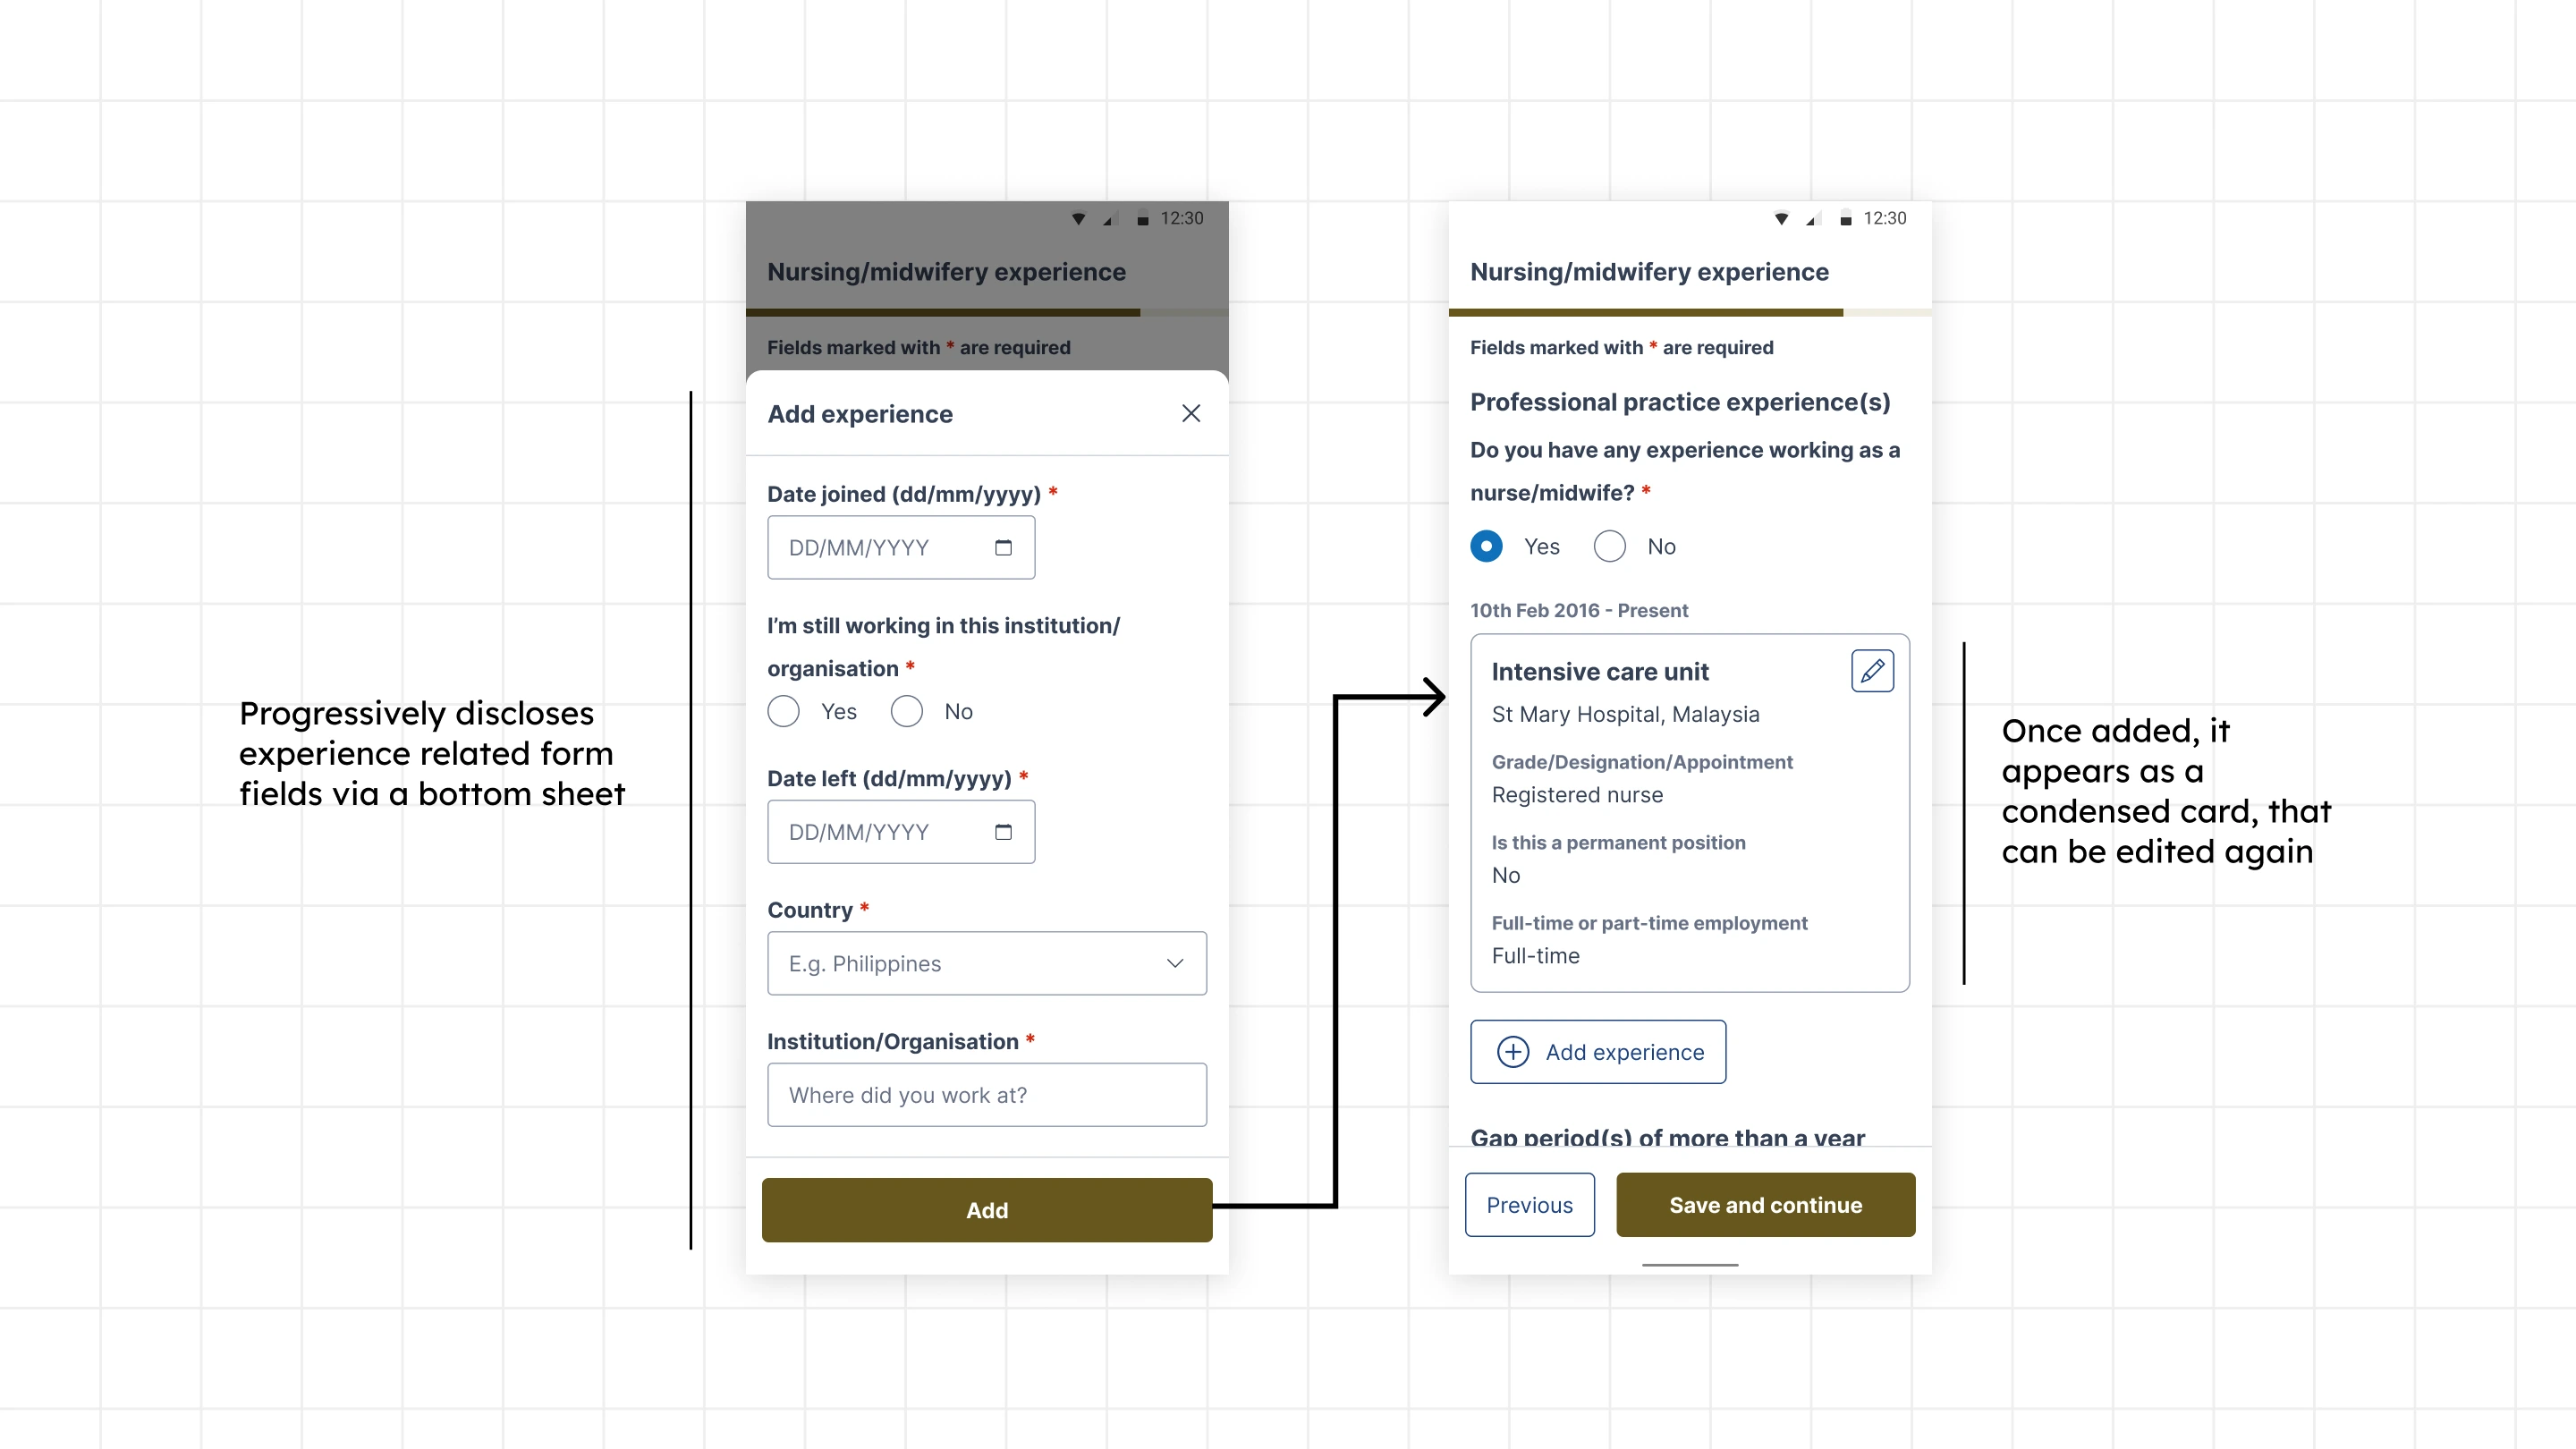 Progressively discloses
experience related form
fields via a bottom sheet
12:30
Nursing/midwifery experience
Fields marked with * are required
Add experience
Date joined (dd/mm/yyyy) *
DD/MM/YYYY
I’m still working in this institution/
organisation *
Yes No
Date left (dd/mm/yyyy) *
DD/MM/YYYY
Country *
E.g. Philippines
Institution/Organisation *
Where did you work at?
Add
12:30
Nursing/midwifery experience
Fields marked with * are required
Professional practice experience(s)
Do you have any experience working as a
nurse/midwife? *
Yes No
10th Feb 2016 - Present
Intensive care unit
St Mary Hospital, Malaysia
Grade/Designation/Appointment
Registered nurse
Is this a permanent position
No
Full-time or part-time employment
Full-time
Add experience
Gap period(s) of more than a year
Previous
Save and continue
Once added, it
appears as a
condensed card, that
can be edited again